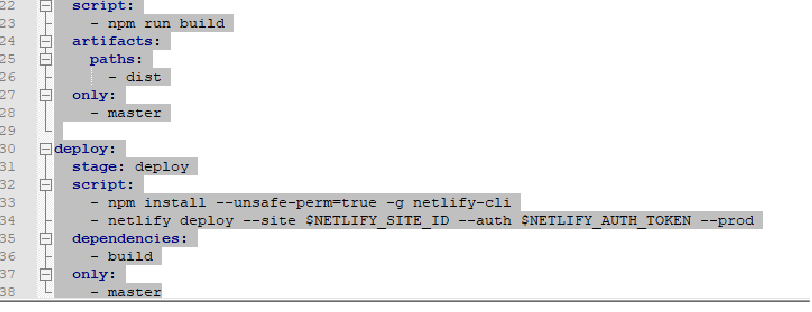 22 script:
23 - npm run build
24 artifacts:
25 paths:
26 - dist
27 only:
28 - master
29
30 deploy:
31 stage: deploy
32 script:
33 - npm install --unsafe-perm=true -g netlify-cli
34 - netlify deploy --site $NETLIFY_SITE_ID --auth $NETLIFY_AUTH_TOKEN --prod
35 dependencies:
36 - build
37 only:
38 - master